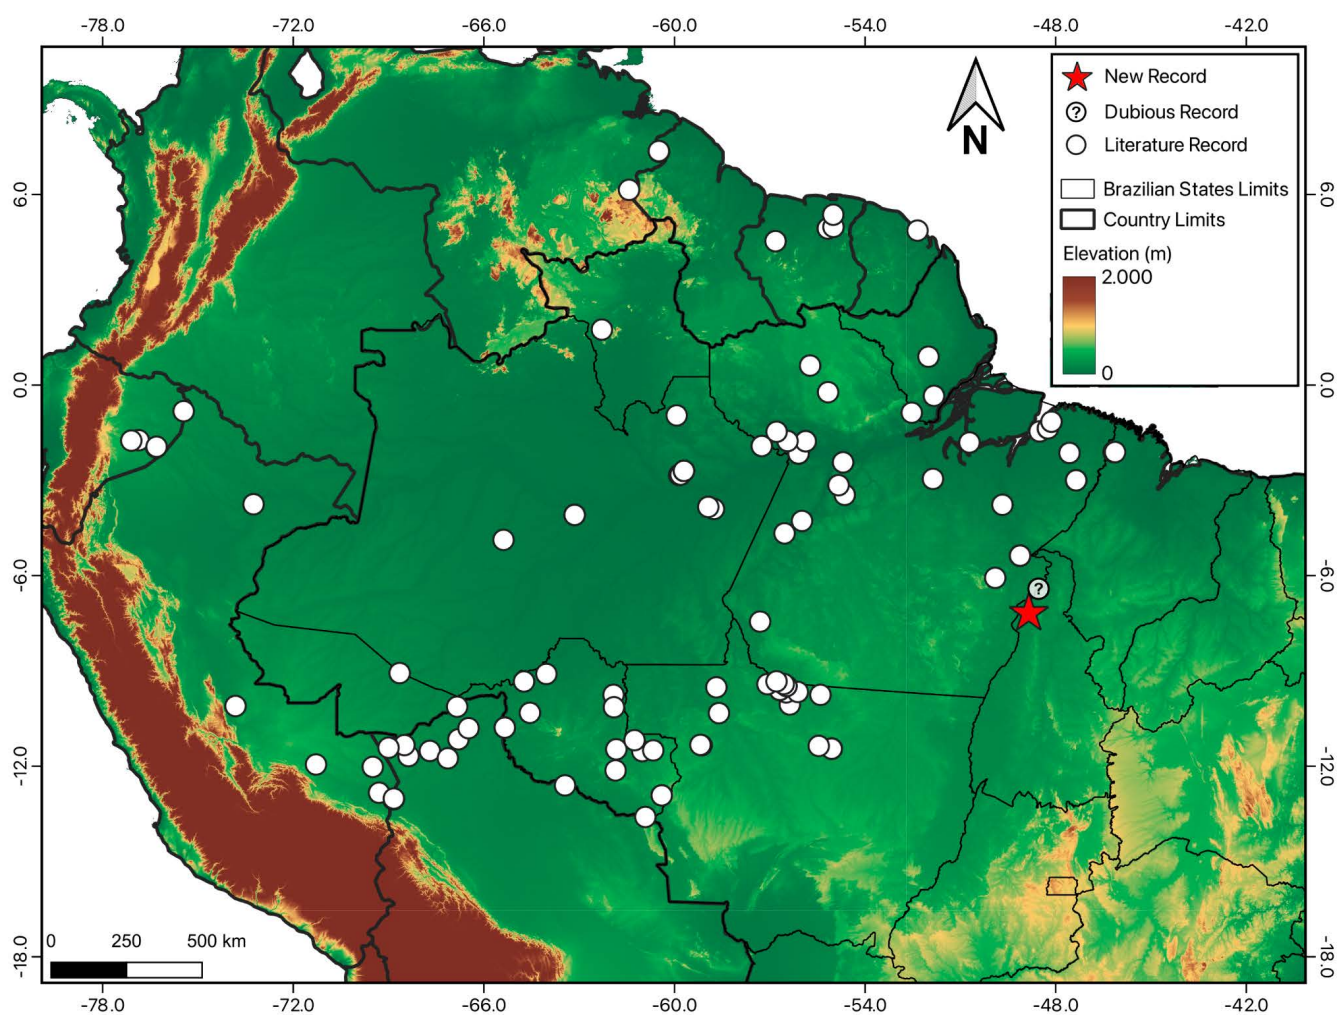 -78.0 -72.0 -66.0 -60.0 -54.0 -48.0 -42.0
New Record
? Dubious Record
Literature Record
Brazilian States Limits
Country Limits
Elevation (m)
2.000
0
N
6.0
0.0
-6.0
-12.0
-18.0
6.0
0.0
-6.0
-12.0
-18.0
?
0 250 500 km
-78.0 -72.0 -66.0 -60.0 -54.0 -48.0 -42.0